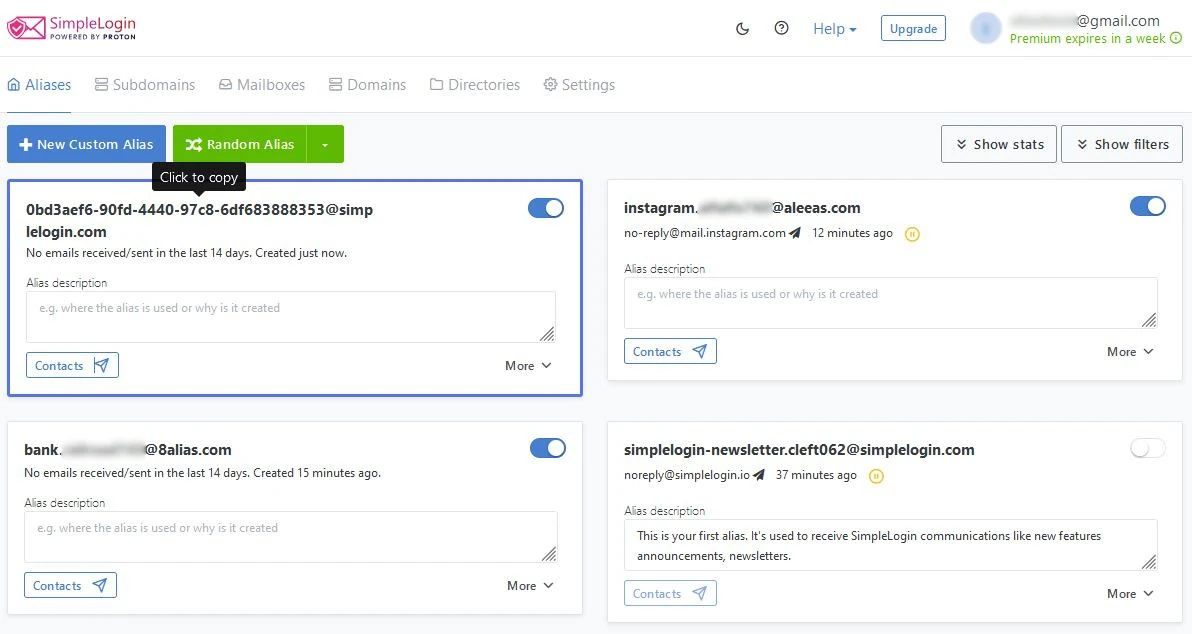 SimpleLogin
POWERED BY PROTON
Help
Upgrade
@gmail.com
Premium expires in a week
Aliases Subdomains Mailboxes Domains Directories Settings
New Custom Alias
Random Alias
Show stats
Show filters
Click to copy
0bd3aef6-90fd-4440-97c8-6df683888353@simp
lelogin.com
No emails received/sent in the last 14 days. Created just now.
Alias description
e.g. where the alias is used or why is it created
Contacts
More
instagram. @aleeas.com
no-reply@mail.instagram.com 12 minutes ago
Alias description
e.g. where the alias is used or why is it created
Contacts
More
bank. @8alias.com
No emails received/sent in the last 14 days. Created 15 minutes ago.
Alias description
e.g. where the alias is used or why is it created
Contacts
More
simplelogin-newsletter.cleft062@simplelogin.com
noreply@simplelogin.io 37 minutes ago
Alias description
This is your first alias. It's used to receive SimpleLogin communications like new features
announcements, newsletters.
Contacts
More